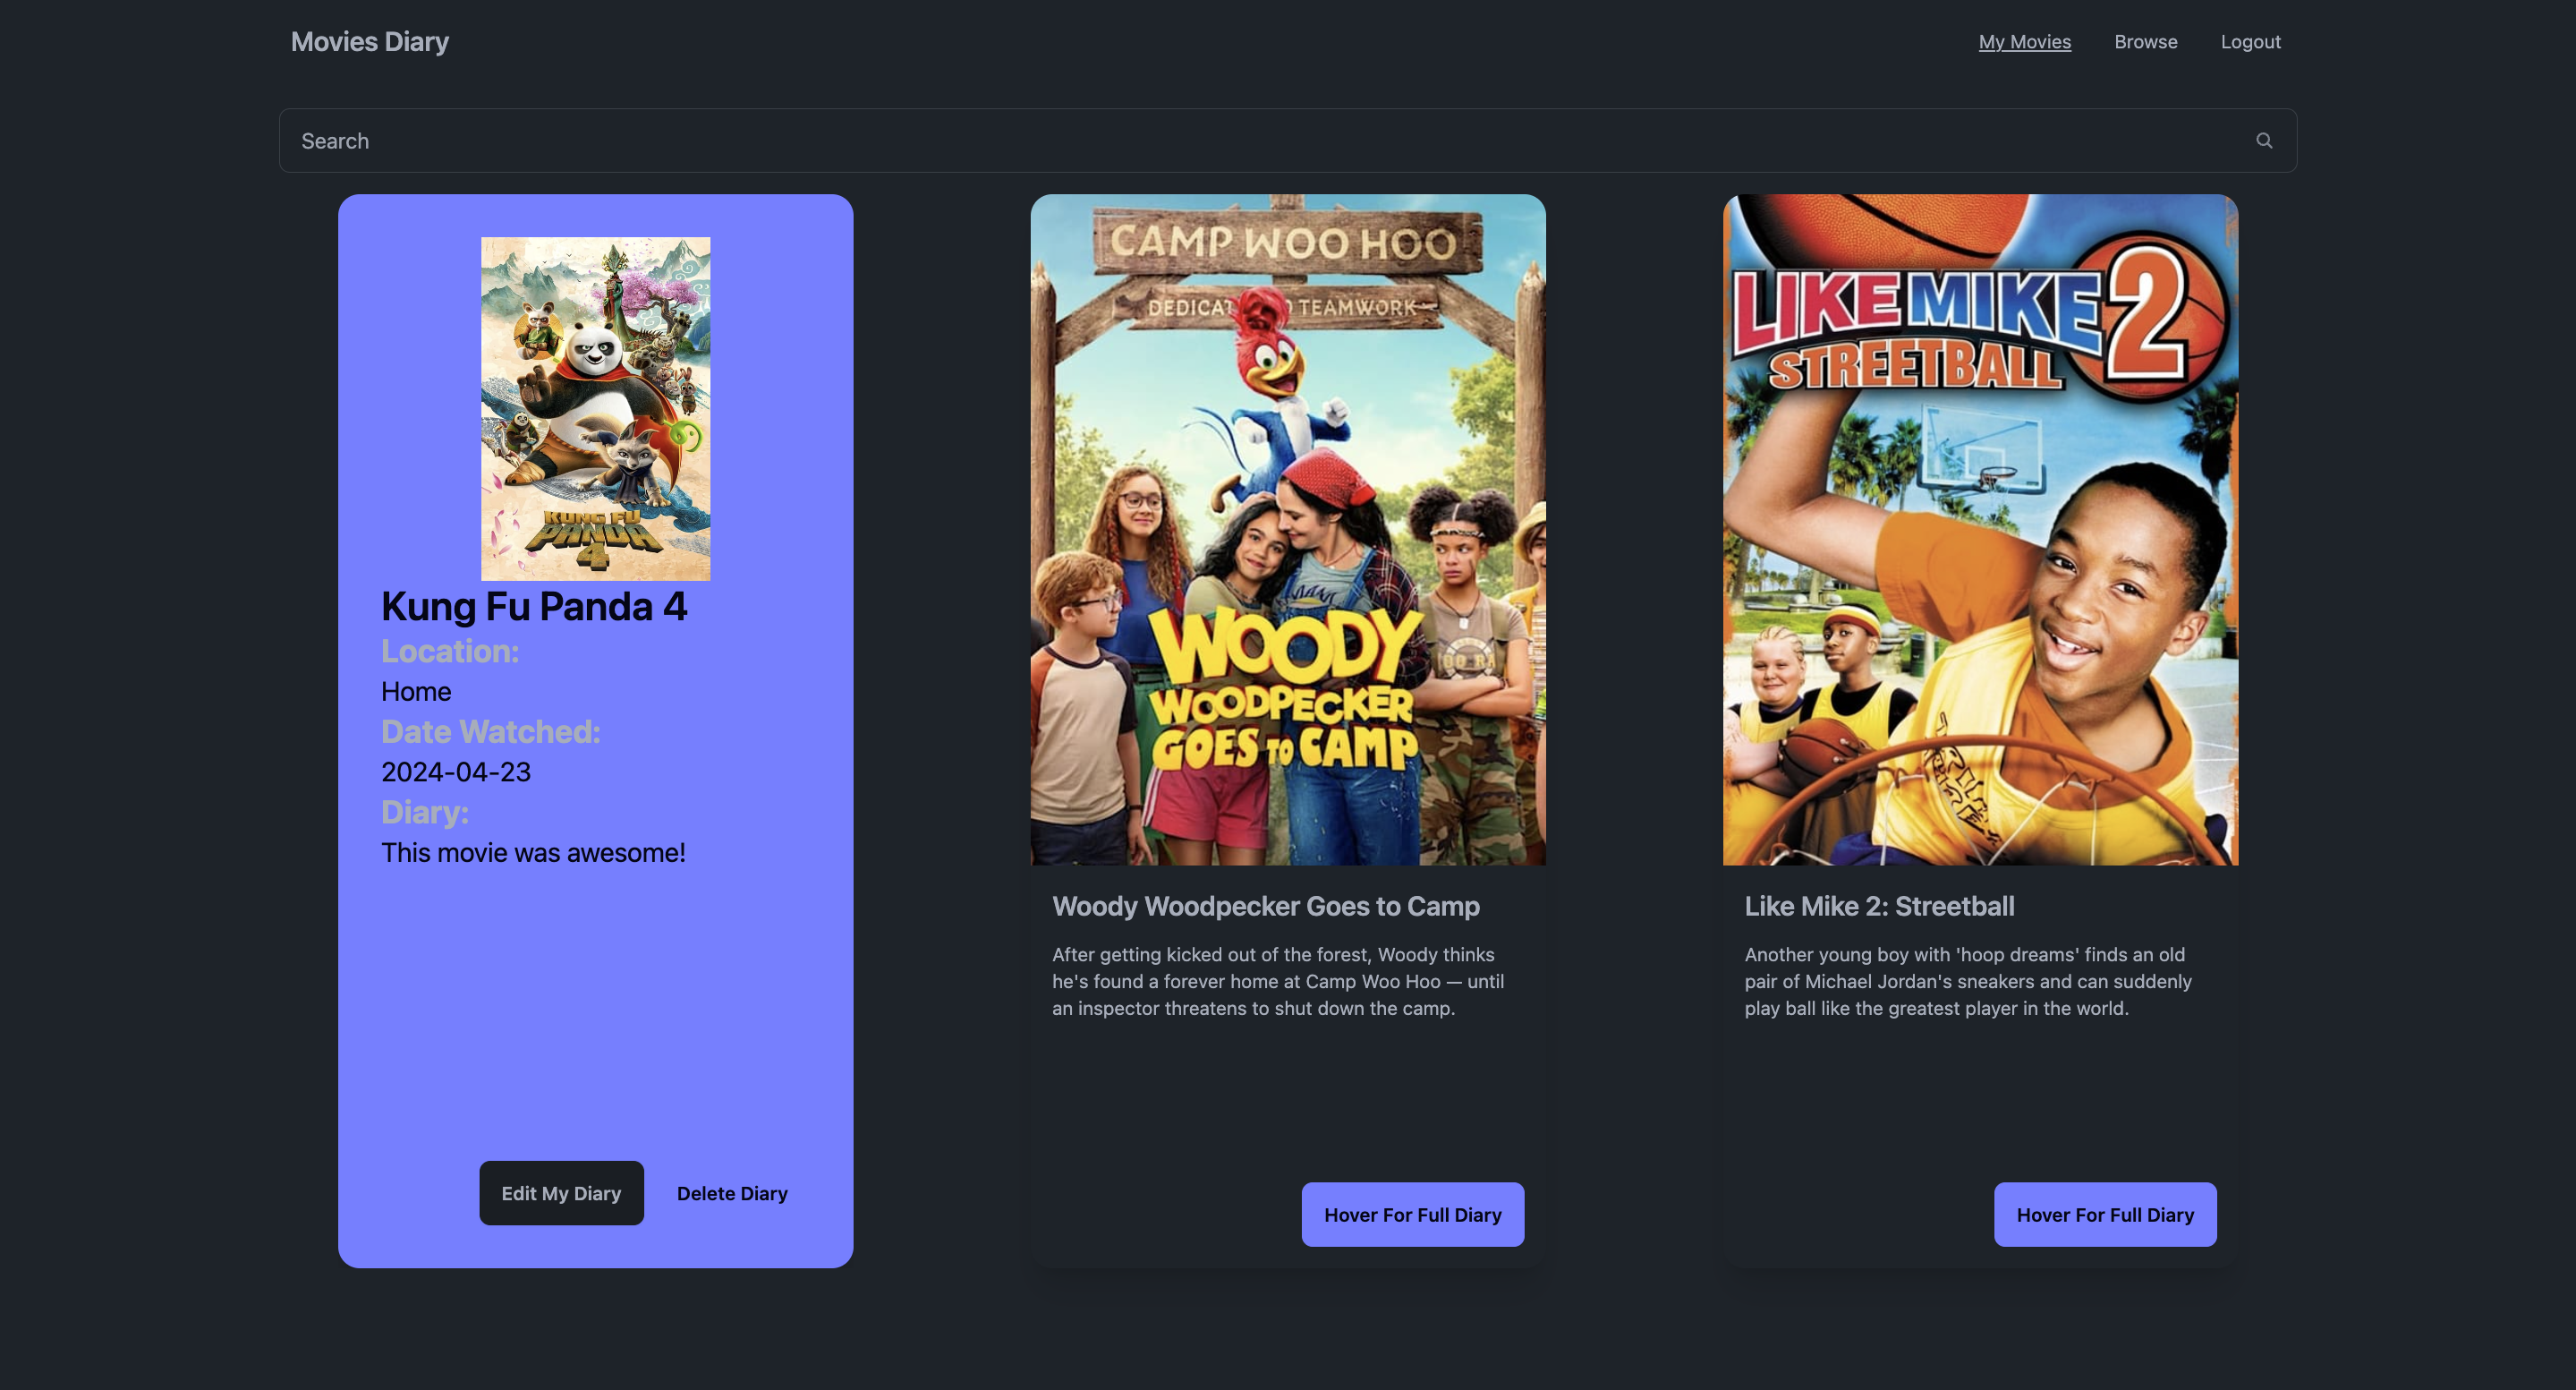 Movies Diary
My Movies
Browse
Logout
Search
KUNG FU
PANDA
4
Kung Fu Panda 4
Location:
Home
Date Watched:
2024-04-23
Diary:
This movie was awesome!
Edit My Diary
Delete Diary
CAMP WOO HOO
TEAMWORK
WOODY
WOODPECKER
GOES TO CAMP
Woody Woodpecker Goes to Camp
After getting kicked out of the forest, Woody thinks
he's found a forever home at Camp Woo Hoo — until
an inspector threatens to shut down the camp.
Hover For Full Diary
LIKE MIKE 2
STREETBALL
Like Mike 2: Streetball
Another young boy with 'hoop dreams' finds an old
pair of Michael Jordan's sneakers and can suddenly
play ball like the greatest player in the world.
Hover For Full Diary